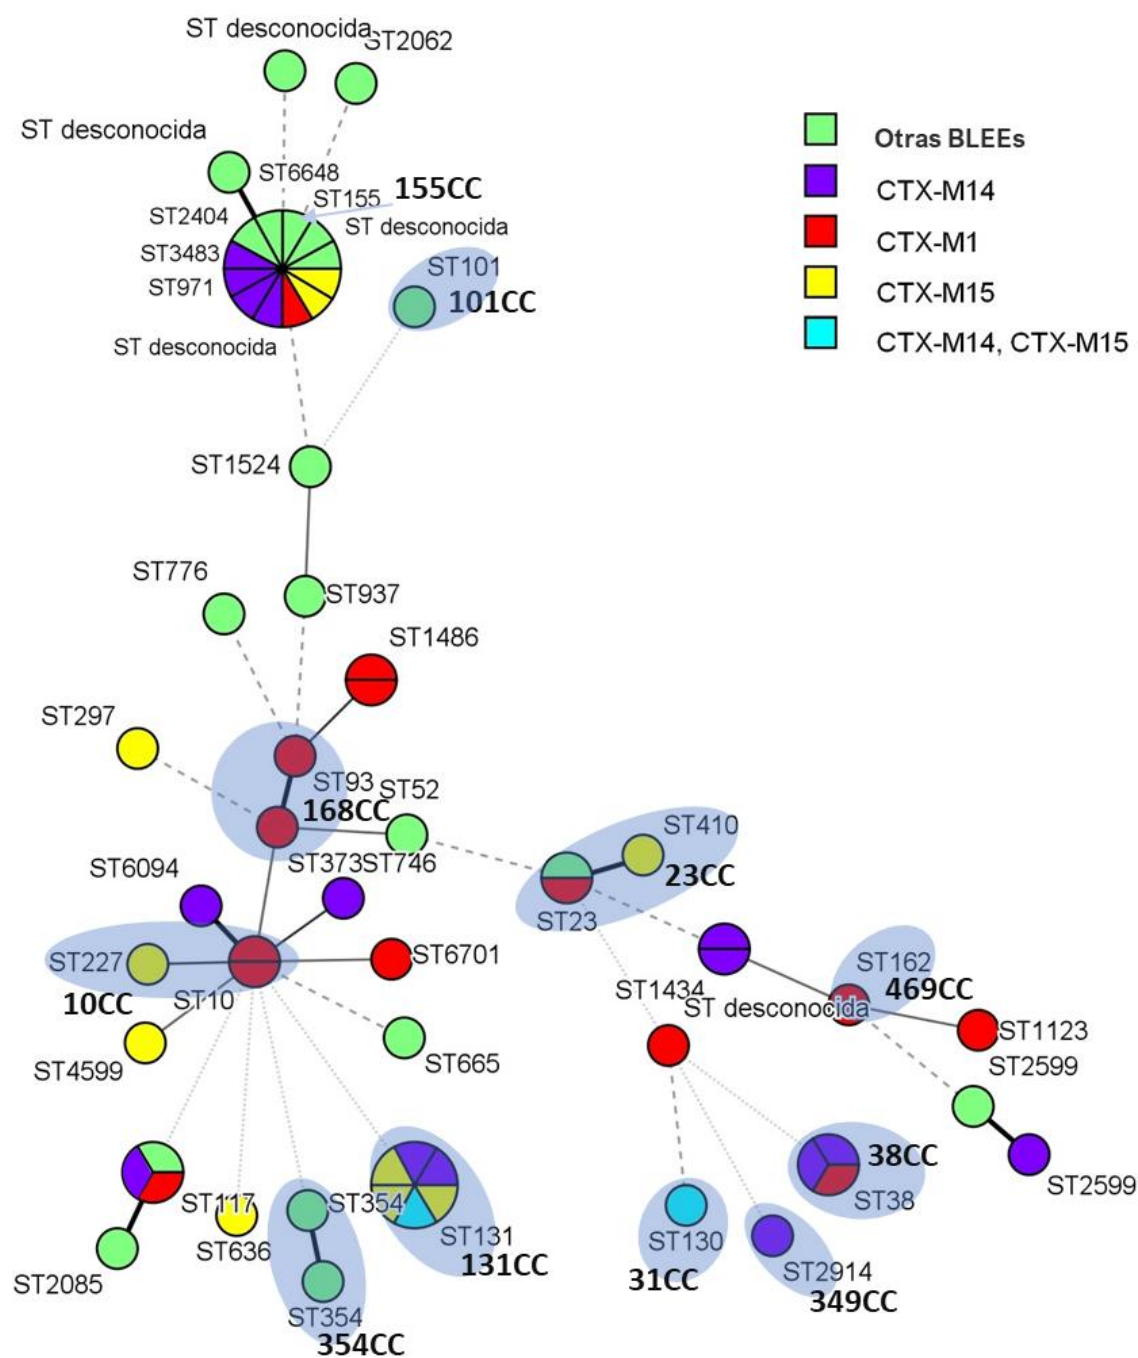 ST desconocida
ST2062
ST desconocida
ST6648
ST155
155CC
ST2404
ST desconocida
ST3483
ST971
ST101
101CC
ST desconocida
Otras BLEEs
CTX-M14
CTX-M1
CTX-M15
CTX-M14, CTX-M15
ST1524
ST776
ST937
ST1486
ST297
ST93
ST52
168CC
ST373
ST746
ST6094
ST410
23CC
ST23
ST227
10CC
ST10
ST6701
ST4599
ST665
ST1434
ST desconocida
ST162
469CC
ST1123
ST2599
ST2599
ST117
ST2085
ST636
ST354
ST354
354CC
ST131
131CC
38CC
ST38
ST130
31CC
ST2914
349CC